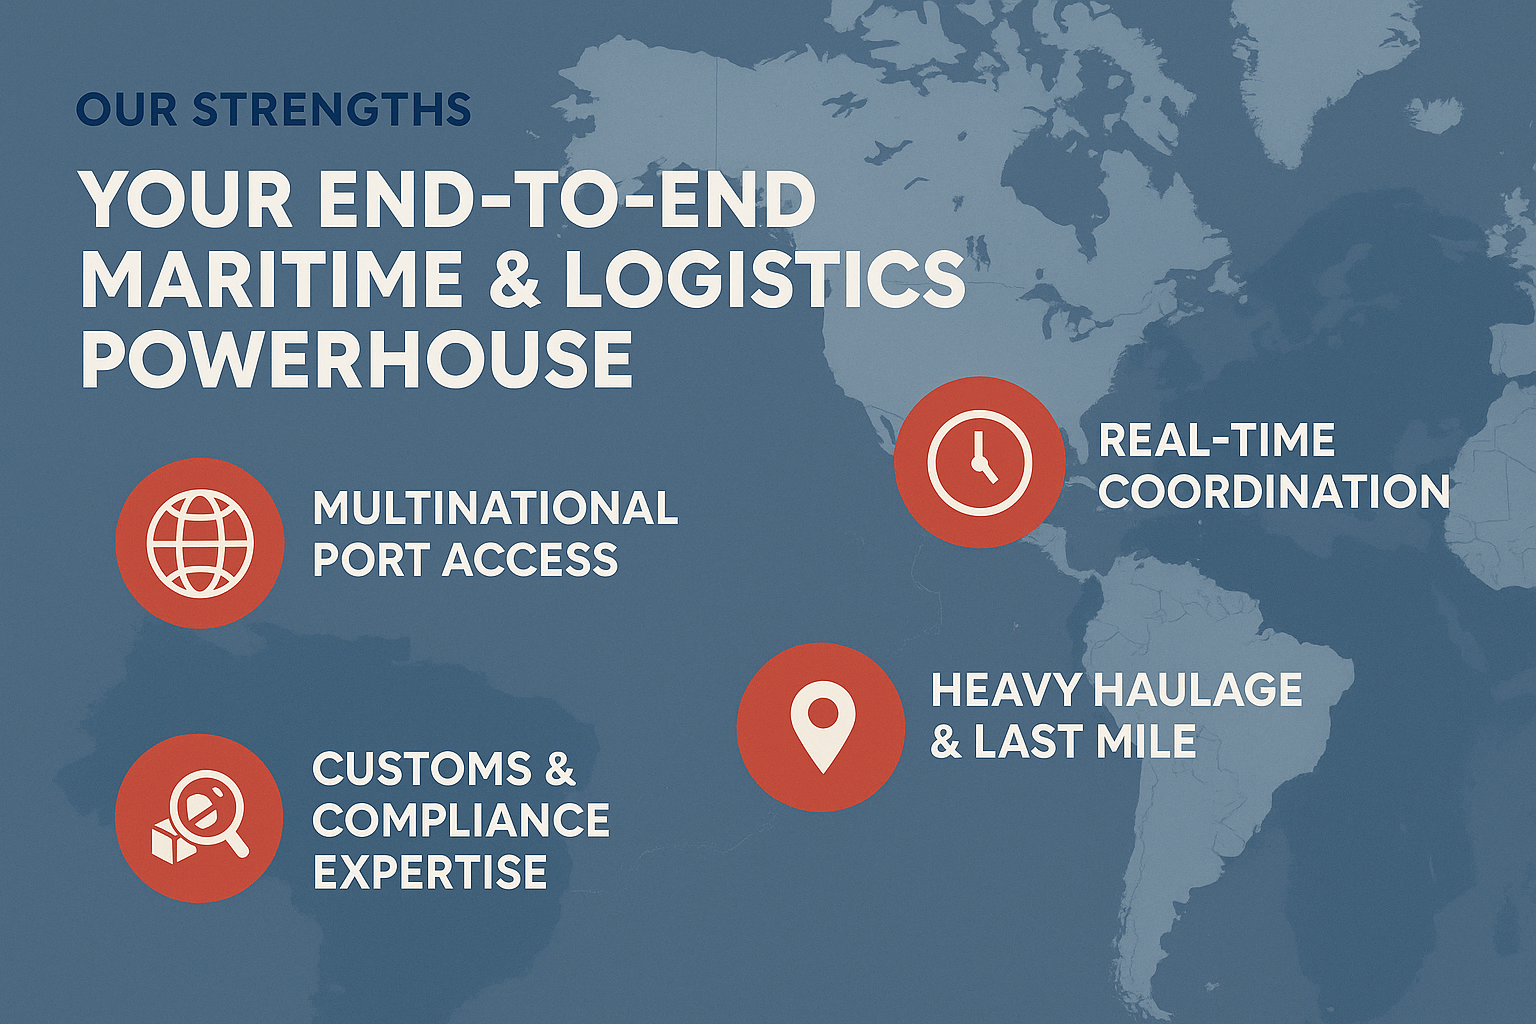 OUR STRENGTHS
YOUR END-TO-END
MARITIME & LOGISTICS
POWERHOUSE
MULTINATIONAL
PORT ACCESS
REAL-TIME
COORDINATION
CUSTOMS &
COMPLIANCE
EXPERTISE
HEAVY HAULAGE
& LAST MILE